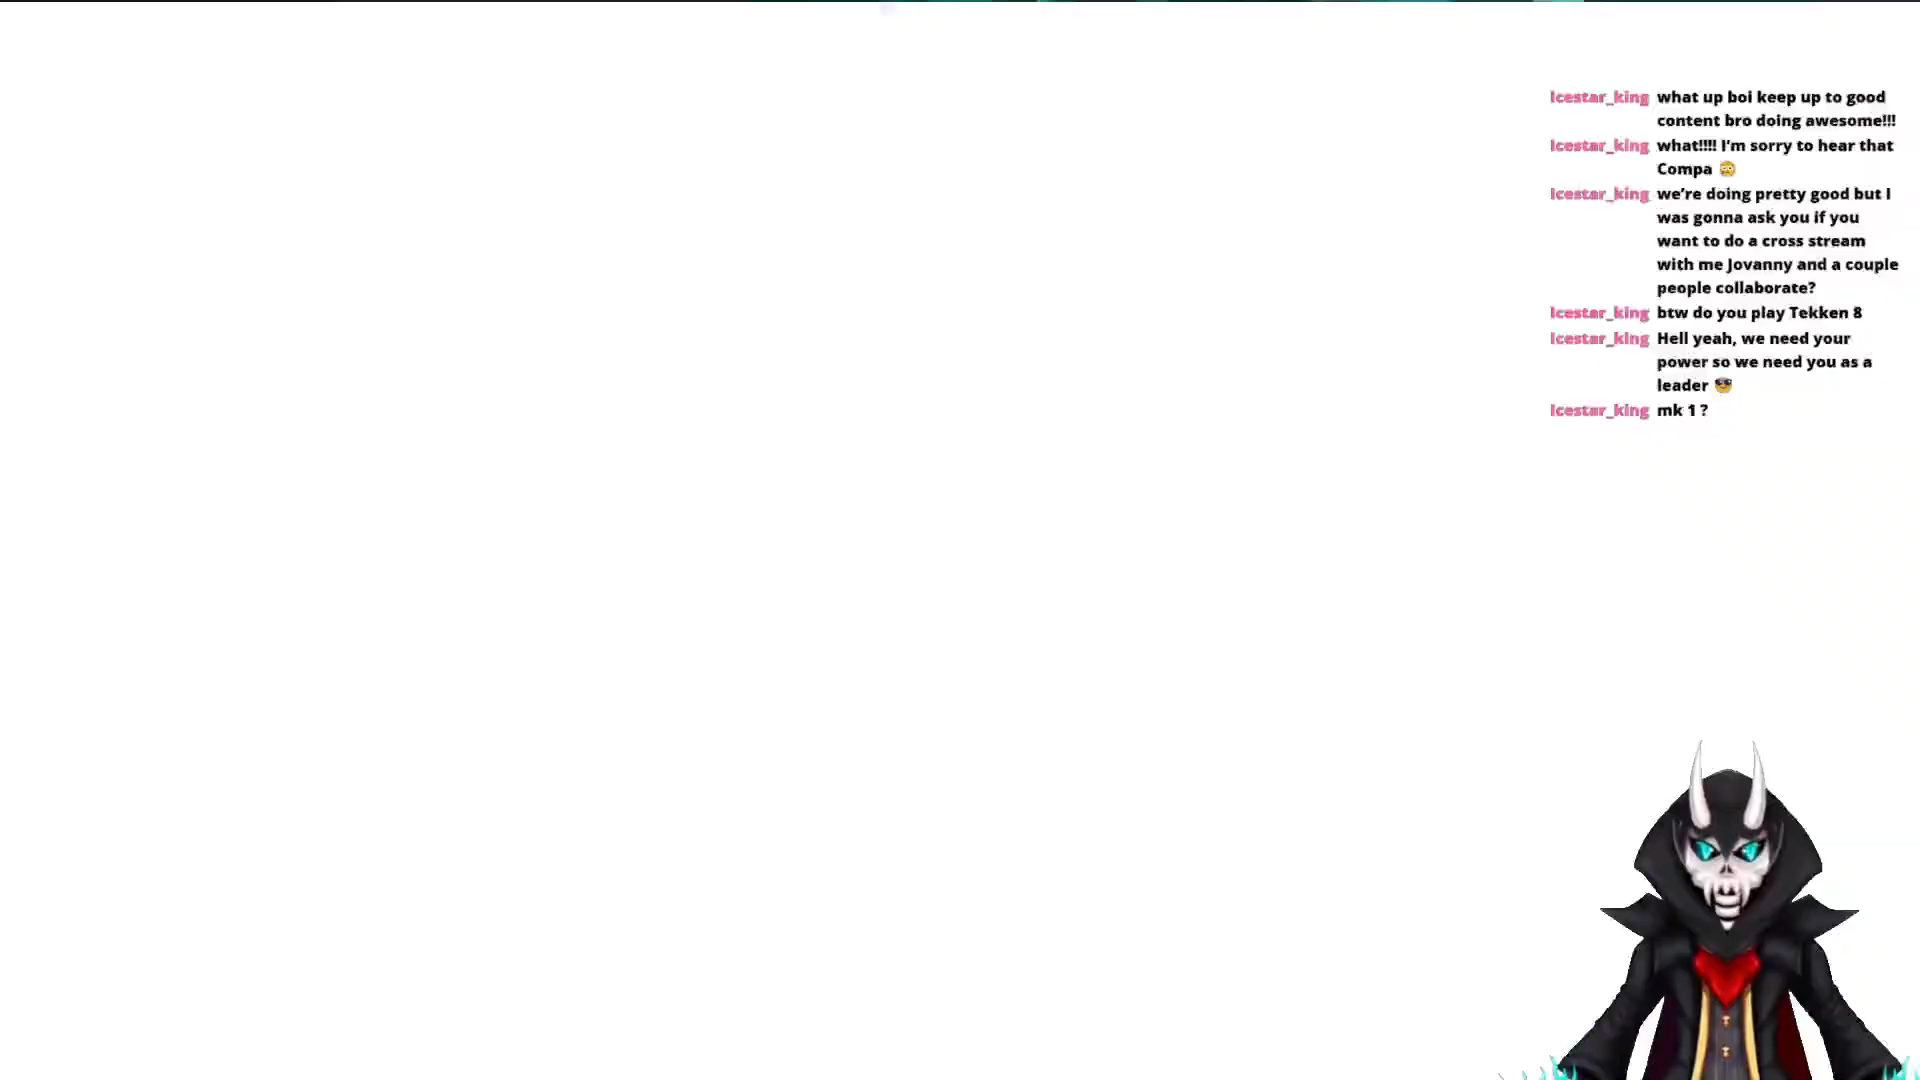 Icestar_king what up boi keep up to good
content bro doing awesome!!!
Icestar_king what!!!! I'm sorry to hear that
Compa 😳
Icestar_king we’re doing pretty good but I
was gonna ask you if you
want to do a cross stream
with me Jovanny and a couple
people collaborate?
Icestar_king btw do you play Tekken 8
Icestar_king Hell yeah, we need your
power so we need you as a
leader 😎
Icestar_king mk 1 ?